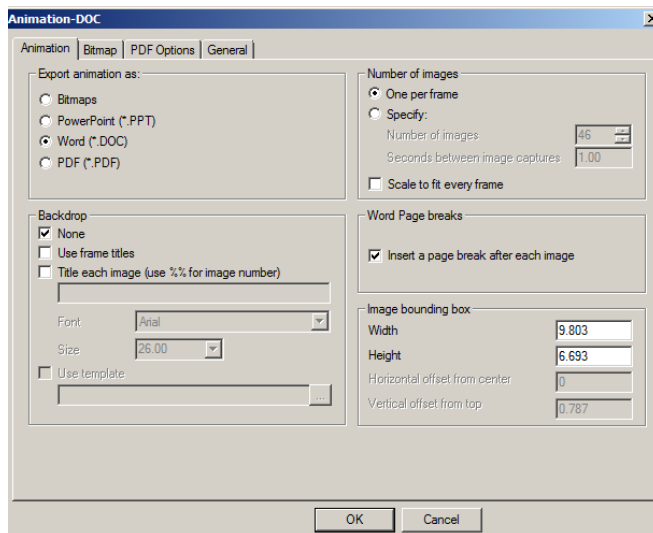 Animation-DOC
Animation
Bitmap
PDF Options
General
Export animation as:
Bitmaps
PowerPoint (*.PPT)
Word (*.DOC)
PDF (*.PDF)
Number of images
One per frame
Specify:
Number of images 46
Seconds between image captures 1.00
Scale to fit every frame
Backdrop
None
Use frame titles
Title each image (use %% for image number)
Font Arial
Size 26.00
Use template
...
Word Page breaks
Insert a page break after each image
Image bounding box
Width 9.803
Height 6.693
Horizontal offset from center 0
Vertical offset from top 0.787
OK
Cancel